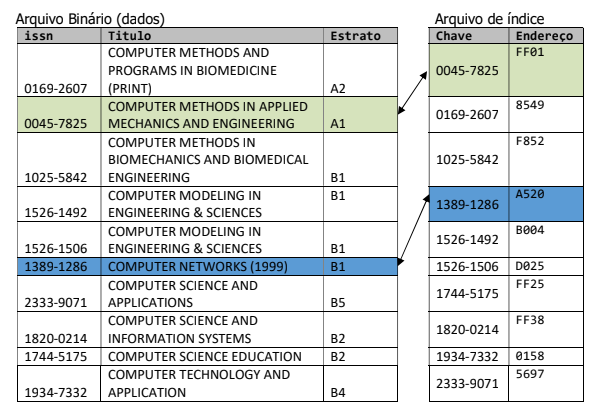 Arquivo Binário (dados)
issn Titulo Estrato
COMPUTER METHODS AND
PROGRAMS IN BIOMEDICINE
0169-2607 (PRINT) A2
COMPUTER METHODS IN APPLIED
0045-7825 MECHANICS AND ENGINEERING A1
COMPUTER METHODS IN
BIOMECHANICS AND BIOMEDICAL
1025-5842 ENGINEERING B1
COMPUTER MODELING IN B1
1526-1492 ENGINEERING & SCIENCES
COMPUTER MODELING IN
1526-1506 ENGINEERING & SCIENCES B1
1389-1286 COMPUTER NETWORKS (1999) B1
COMPUTER SCIENCE AND
2333-9071 APPLICATIONS B5
COMPUTER SCIENCE AND
1820-0214 INFORMATION SYSTEMS B2
1744-5175 COMPUTER SCIENCE EDUCATION B2
COMPUTER TECHNOLOGY AND
1934-7332 APPLICATION B4
Arquivo de índice
Chave Endereço
0045-7825 FF01
0169-2607 8549
1025-5842 F852
1389-1286 A520
1526-1492 B004
1526-1506 D025
1744-5175 FF25
1820-0214 FF38
1934-7332 0158
2333-9071 5697